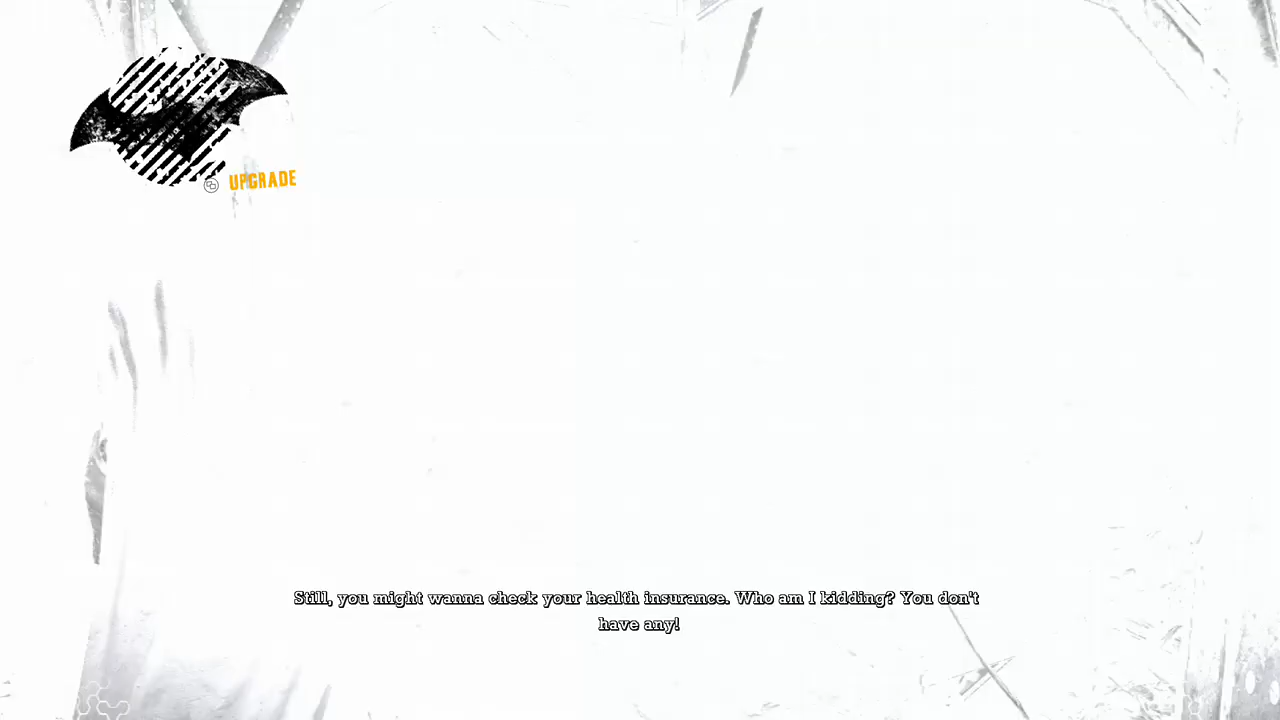 UPGRADE
Still, you might wanna check your health insurance. Who am I kidding? You don't
have any!